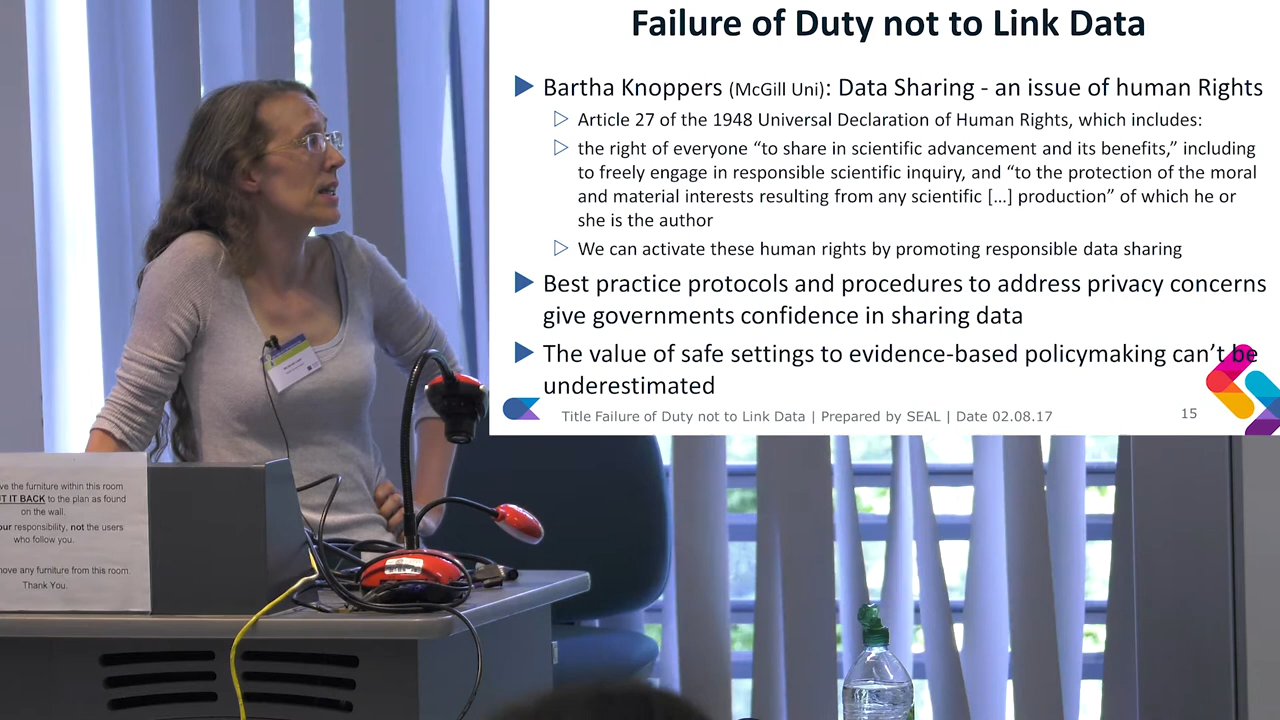 Failure of Duty not to Link Data
Bartha Knoppers (McGill Uni): Data Sharing - an issue of human Rights
Article 27 of the 1948 Universal Declaration of Human Rights, which includes:
the right of everyone “to share in scientific advancement and its benefits,” including
to freely engage in responsible scientific inquiry, and “to the protection of the moral
and material interests resulting from any scientific […] production” of which he or
she is the author
We can activate these human rights by promoting responsible data sharing
Best practice protocols and procedures to address privacy concerns
give governments confidence in sharing data
The value of safe settings to evidence-based policymaking can’t be
underestimated
Title Failure of Duty not to Link Data | Prepared by SEAL | Date 02.08.17
15
the furniture within this room
IT BACK to the plan as found
on the wall.
responsibility, not the users
who follow you.
any furniture from this room.
Thank You.